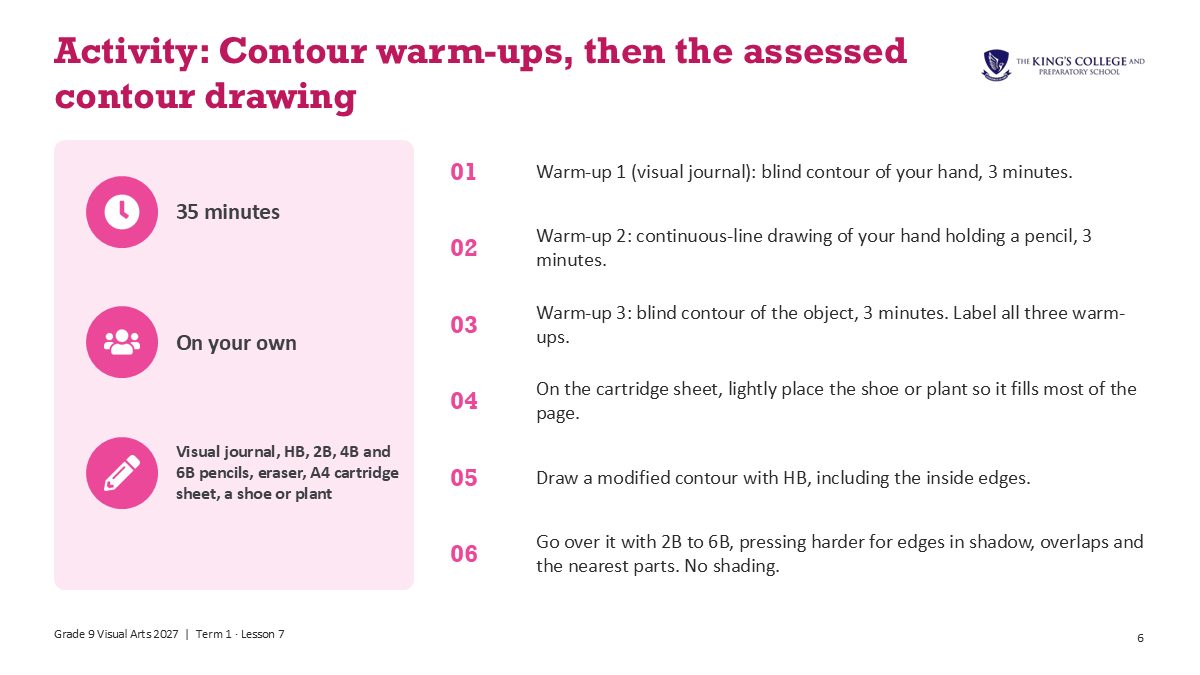 Activity: Contour warm-ups, then the assessed
contour drawing
THE KING'S COLLEGE AND
PREPARATORY SCHOOL
35 minutes
On your own
Visual journal, HB, 2B, 4B and
6B pencils, eraser, A4 cartridge
sheet, a shoe or plant
01
Warm-up 1 (visual journal): blind contour of your hand, 3 minutes.
02
Warm-up 2: continuous-line drawing of your hand holding a pencil, 3
minutes.
03
Warm-up 3: blind contour of the object, 3 minutes. Label all three warm-
ups.
04
On the cartridge sheet, lightly place the shoe or plant so it fills most of the
page.
05
Draw a modified contour with HB, including the inside edges.
06
Go over it with 2B to 6B, pressing harder for edges in shadow, overlaps and
the nearest parts. No shading.
Grade 9 Visual Arts 2027 | Term 1 · Lesson 7
6